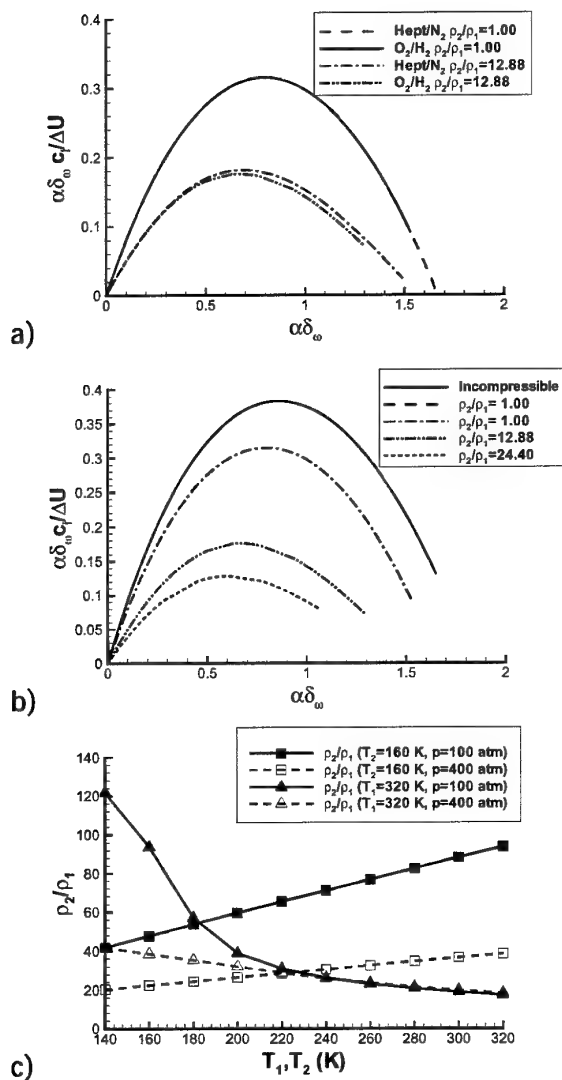 0.4
0.3
0.2
0.1
0
αδω cᵢ/ΔU
Hept/N₂ ρ₂/ρ₁=1.00
O₂/H₂ ρ₂/ρ₁=1.00
Hept/N₂ ρ₂/ρ₁=12.88
O₂/H₂ ρ₂/ρ₁=12.88
0 0.5 1 1.5 2
αδω
a)
0.4
0.35
0.3
0.25
0.2
0.15
0.1
0.05
0
αδω cᵢ/ΔU
Incompressible
ρ₂/ρ₁= 1.00
ρ₂/ρ₁= 1.00
ρ₂/ρ₁=12.88
ρ₂/ρ₁=24.40
0 0.5 1 1.5 2
αδω
b)
140
120
100
80
60
40
20
0
ρ₂/ρ₁
ρ₂/ρ₁ (T₂=160 K, p=100 atm)
ρ₂/ρ₁ (T₂=160 K, p=400 atm)
ρ₂/ρ₁ (T₁=320 K, p=100 atm)
ρ₂/ρ₁ (T₁=320 K, p=400 atm)
140 160 180 200 220 240 260 280 300 320
T₁,T₂ (K)
c)